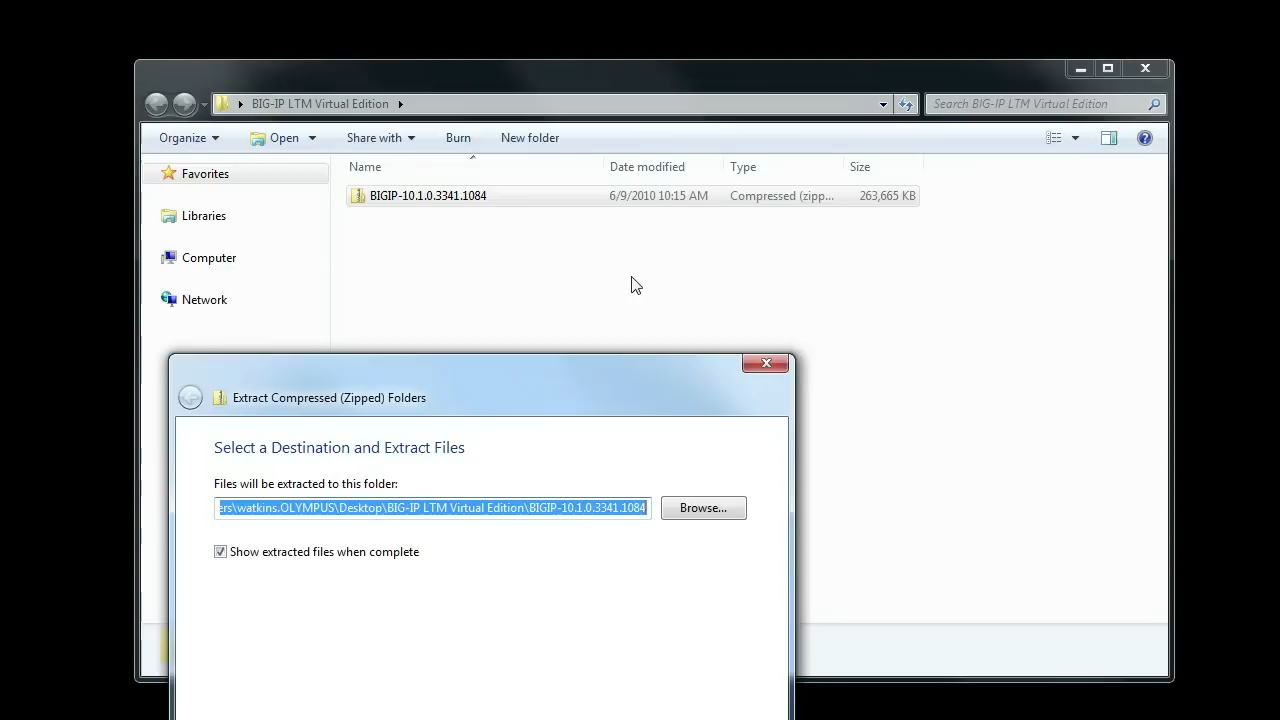 BIG-IP LTM Virtual Edition
Search BIG-IP LTM Virtual Edition
Organize Open Share with Burn New folder
Name Date modified Type Size
Favorites
BIGIP-10.1.0.3341.1084 6/9/2010 10:15 AM Compressed (zipp... 263,665 KB
Libraries
Computer
Network
Extract Compressed (Zipped) Folders
Select a Destination and Extract Files
Files will be extracted to this folder:
ers\watkins.OLYMPUS\Desktop\BIG-IP LTM Virtual Edition\BIGIP-10.1.0.3341.1084 Browse...
Show extracted files when complete